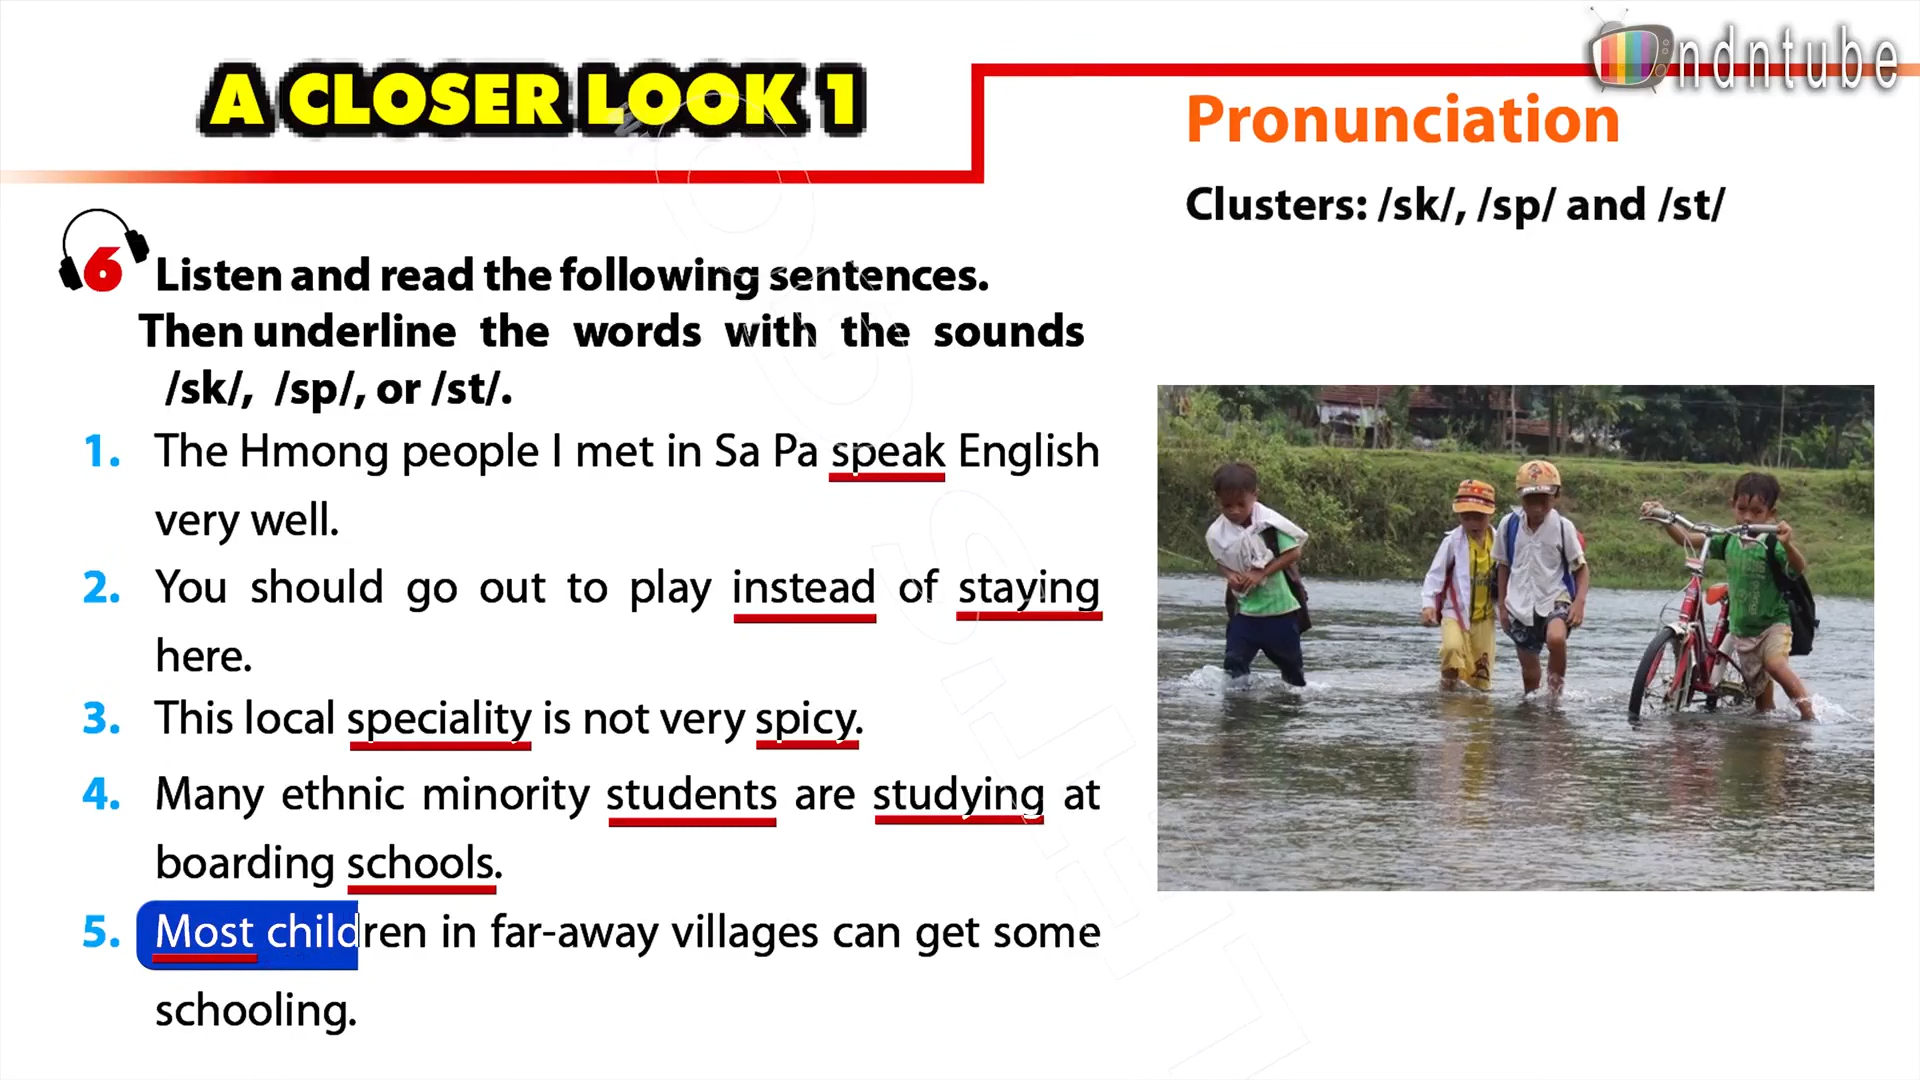 ndntube
A CLOSER LOOK 1
Pronunciation
Clusters: /sk/, /sp/ and /st/
6 Listen and read the following sentences.
Then underline the words with the sounds
/sk/, /sp/, or /st/.
1. The Hmong people I met in Sa Pa speak English
very well.
2. You should go out to play instead of staying
here.
3. This local speciality is not very spicy.
4. Many ethnic minority students are studying at
boarding schools.
5. Most children in far-away villages can get some
schooling.